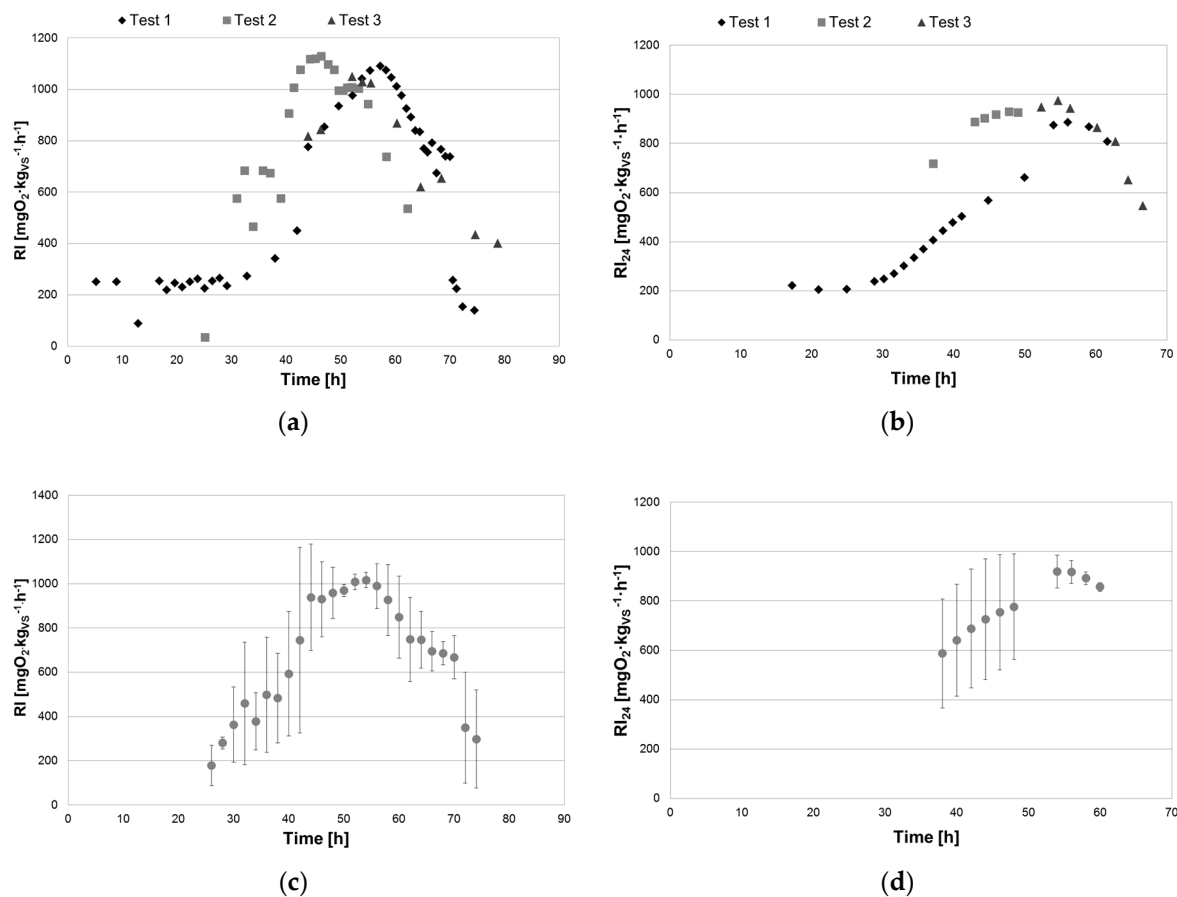 Test 1 Test 2 Test 3
RI [mgO₂·kgVS⁻¹·h⁻¹]
1200
1000
800
600
400
200
0
0 10 20 30 40 50 60 70 80 90
Time [h]
(a)
Test 1 Test 2 Test 3
RI₂₄ [mgO₂·kgVS⁻¹·h⁻¹]
1200
1000
800
600
400
200
0
0 10 20 30 40 50 60 70
Time [h]
(b)
RI [mgO₂·kgVS⁻¹·h⁻¹]
1400
1200
1000
800
600
400
200
0
0 10 20 30 40 50 60 70 80 90
Time [h]
(c)
RI₂₄ [mgO₂·kgVS⁻¹·h⁻¹]
1200
1000
800
600
400
200
0
0 10 20 30 40 50 60 70
Time [h]
(d)